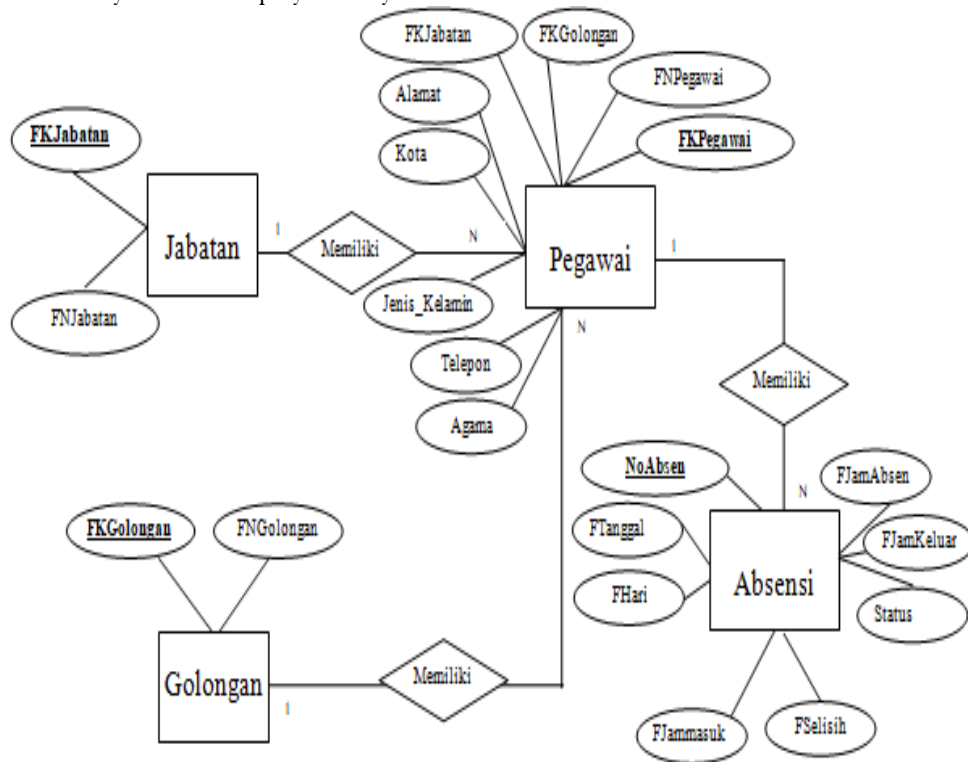 FKJabatan
FKGolongan
FNPegawai
Alamat
FKJabatan
FKPegawai
Kota
Jabatan
1
Memiliki
N
Pegawai
1
Jenis_Kelamin
FNJabatan
N
Telepon
Memiliki
Agama
NoAbsen
FJamAbsen
N
FKGolongan
FNGolongan
FTanggal
FJamKeluar
Absensi
FHari
Status
Golongan
Memiliki
1
FJammasuk
FSelisih